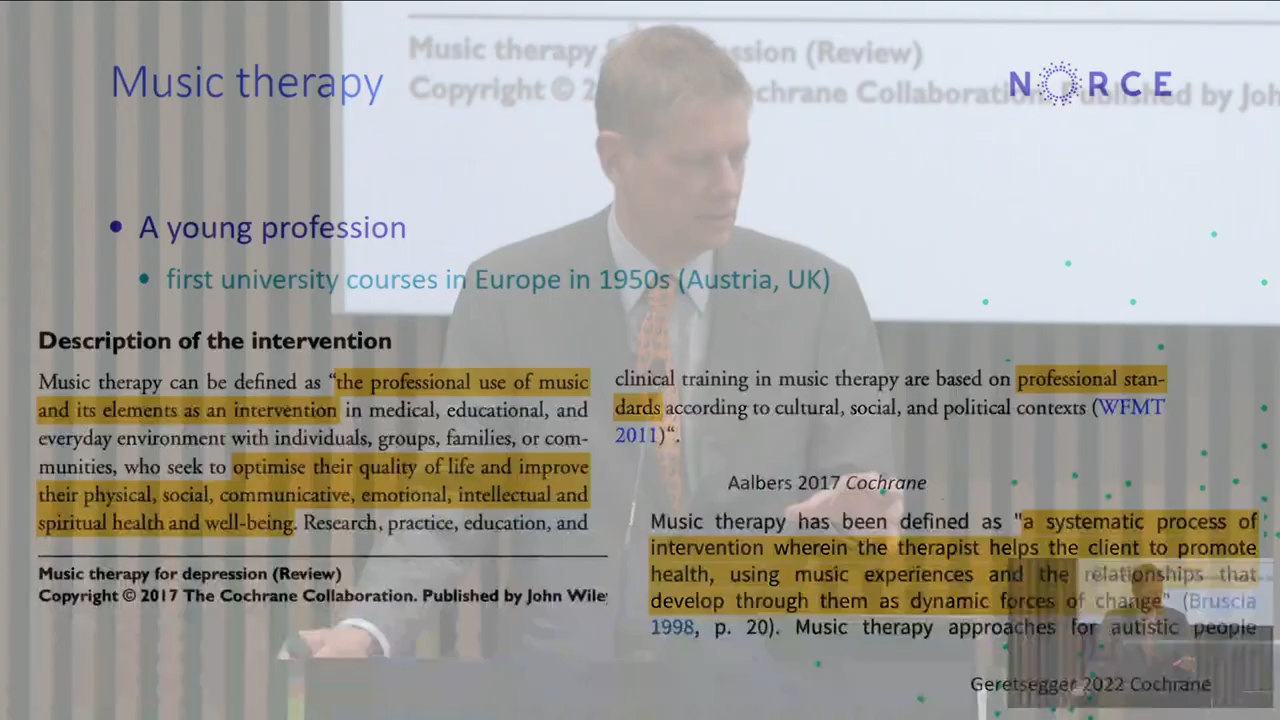 Music therapy (Review)
Copyright © 2 chrane Collaboration. Published by Joh
Music therapy
NORCE
• A young profession
• first university courses in Europe in 1950s (Austria, UK)
Description of the intervention
Music therapy can be defined as “the professional use of music
and its elements as an intervention in medical, educational, and
everyday environment with individuals, groups, families, or com-
munities, who seek to optimise their quality of life and improve
their physical, social, communicative, emotional, intellectual and
spiritual health and well-being. Research, practice, education, and
Music therapy for depression (Review)
Copyright © 2017 The Cochrane Collaboration. Published by John Wile
clinical training in music therapy are based on professional stan-
dards according to cultural, social, and political contexts (WFMT
2011)“.
Aalbers 2017 Cochrane
Music therapy has been defined as "a systematic process of
intervention wherein the therapist helps the client to promote
health, using music experiences and the relationships that
develop through them as dynamic forces of change" (Bruscia
1998, p. 20). Music therapy approaches for autistic people
Geretsegger 2022 Cochrane